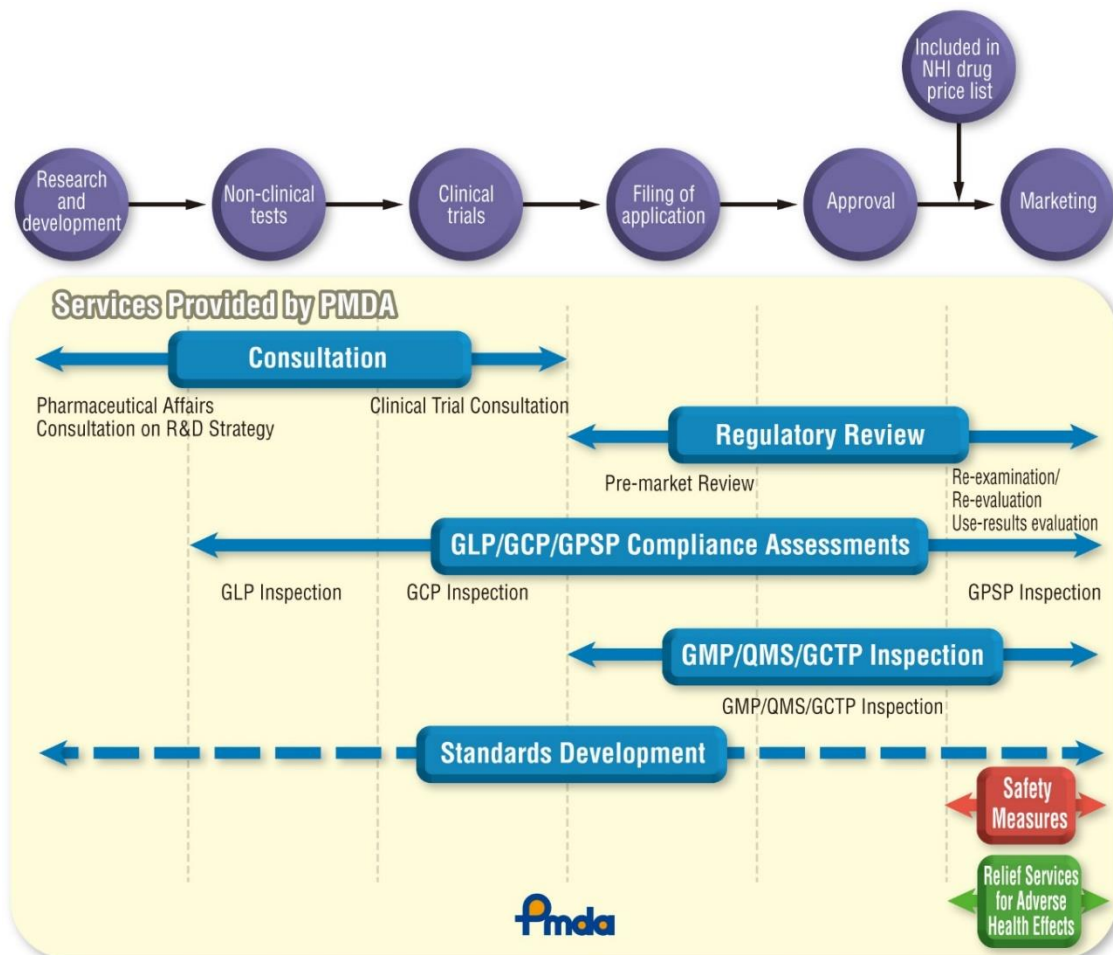 Included in
NHI drug
price list
Research
and
development
Non-clinical
tests
Clinical
trials
Filing of
application
Approval
Marketing
Services Provided by PMDA
Consultation
Pharmaceutical Affairs
Consultation on R&D Strategy
Clinical Trial Consultation
Regulatory Review
Pre-market Review
Re-examination/
Re-evaluation
Use-results evaluation
GLP/GCP/GPSP Compliance Assessments
GLP Inspection
GCP Inspection
GPSP Inspection
GMP/QMS/GCTP Inspection
GMP/QMS/GCTP Inspection
Standards Development
Safety
Measures
Relief Services
for Adverse
Health Effects
Pmda